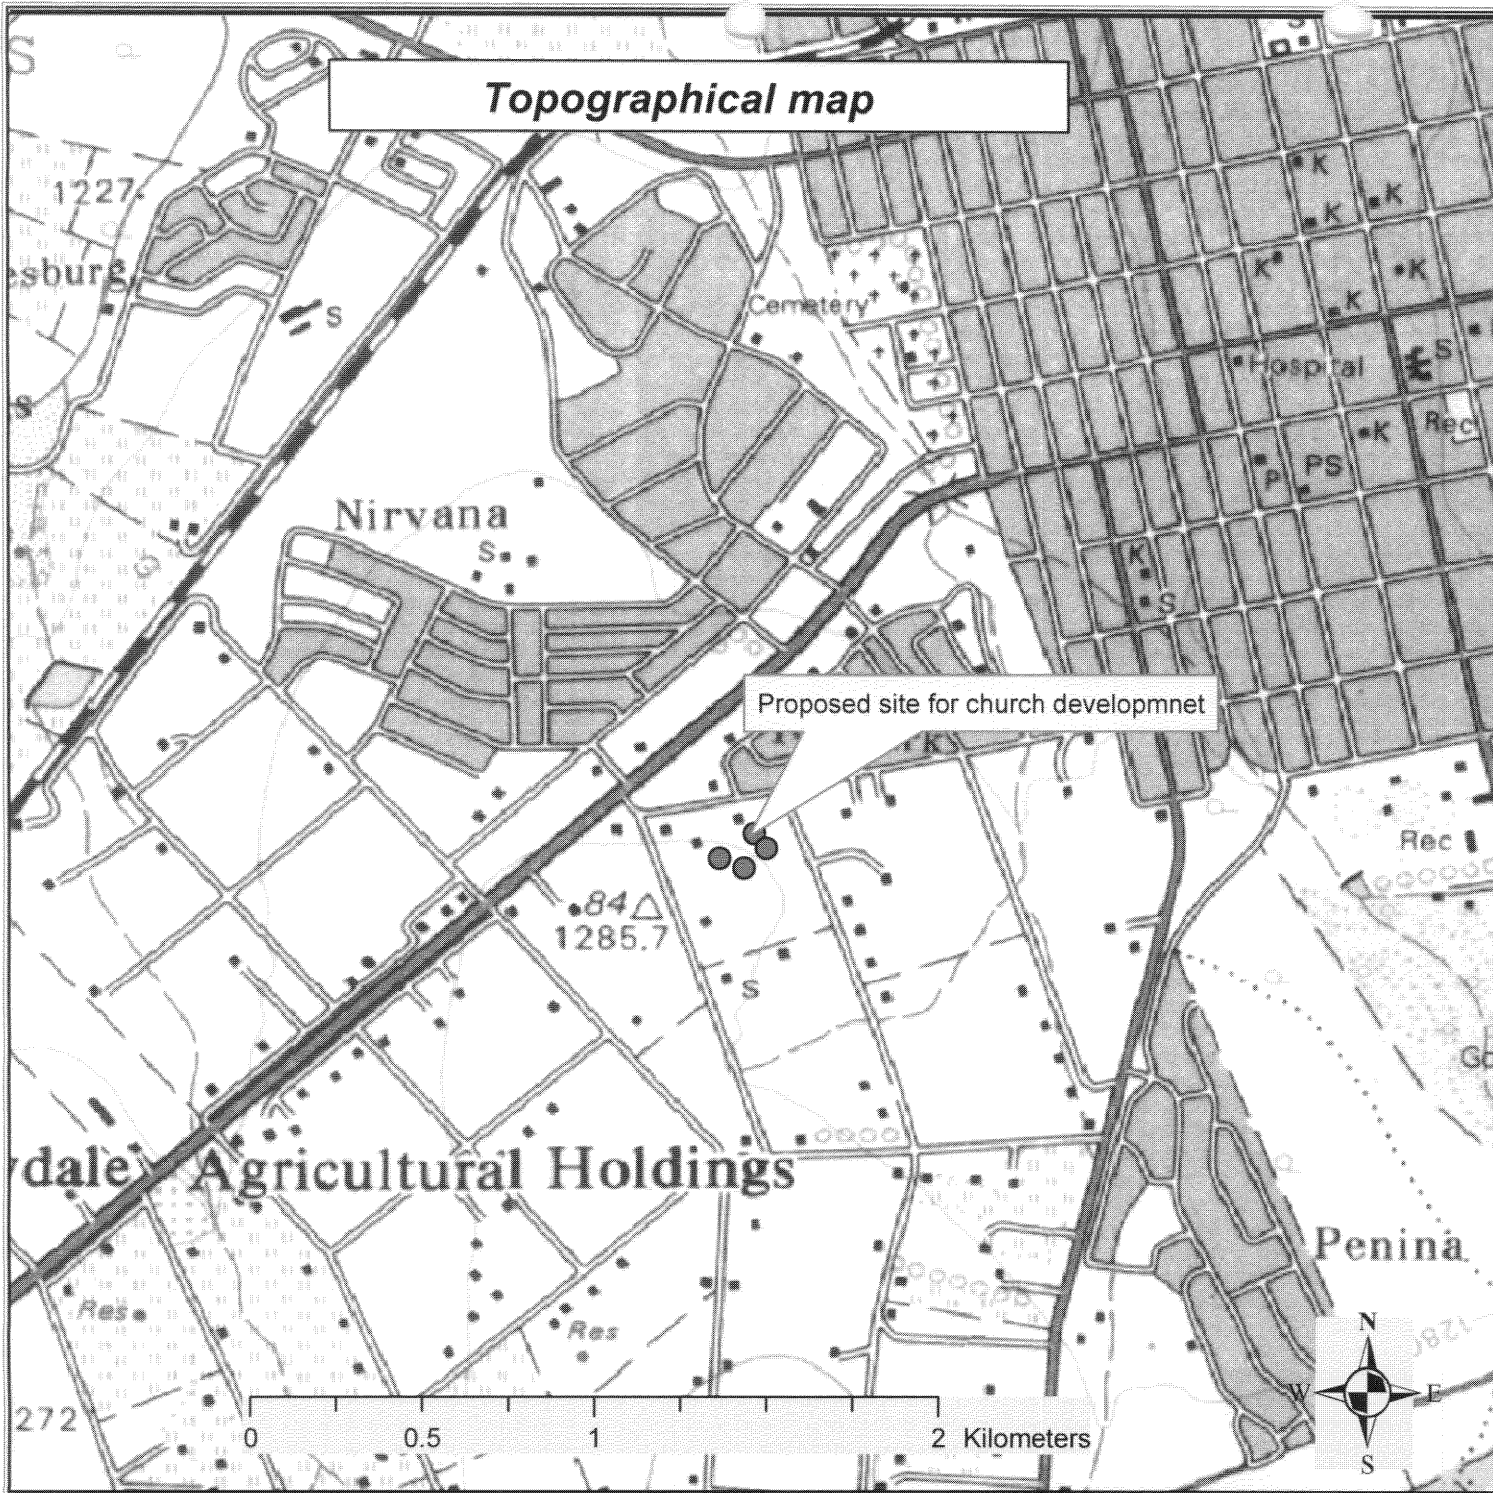 S
S
Topographical map
K
K
K
1227
K
K
esburg
S
Cemetery
K
Hospital
S
S
Rec
K
PS
P
Nirvana
S
K
S
Proposed site for church developmnet
K
Rec
84
1285.7
S
ydale Agricultural Holdings
Penina
Res
Res
1280
N
W E
S
272
0 0.5 1 2 Kilometers